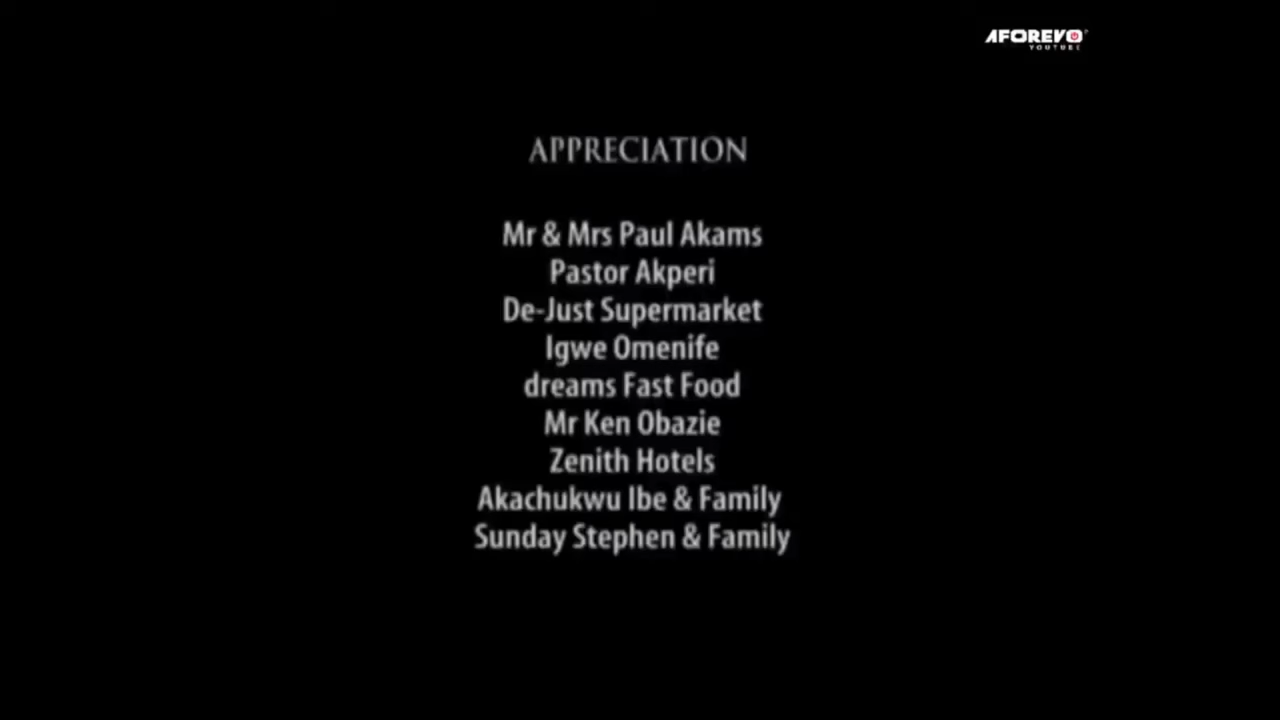 AFOREVO
YOUTUBE
APPRECIATION
Mr & Mrs Paul Akams
Pastor Akperi
De-Just Supermarket
Igwe Omenife
dreams Fast Food
Mr Ken Obazie
Zenith Hotels
Akachukwu Ibe & Family
Sunday Stephen & Family